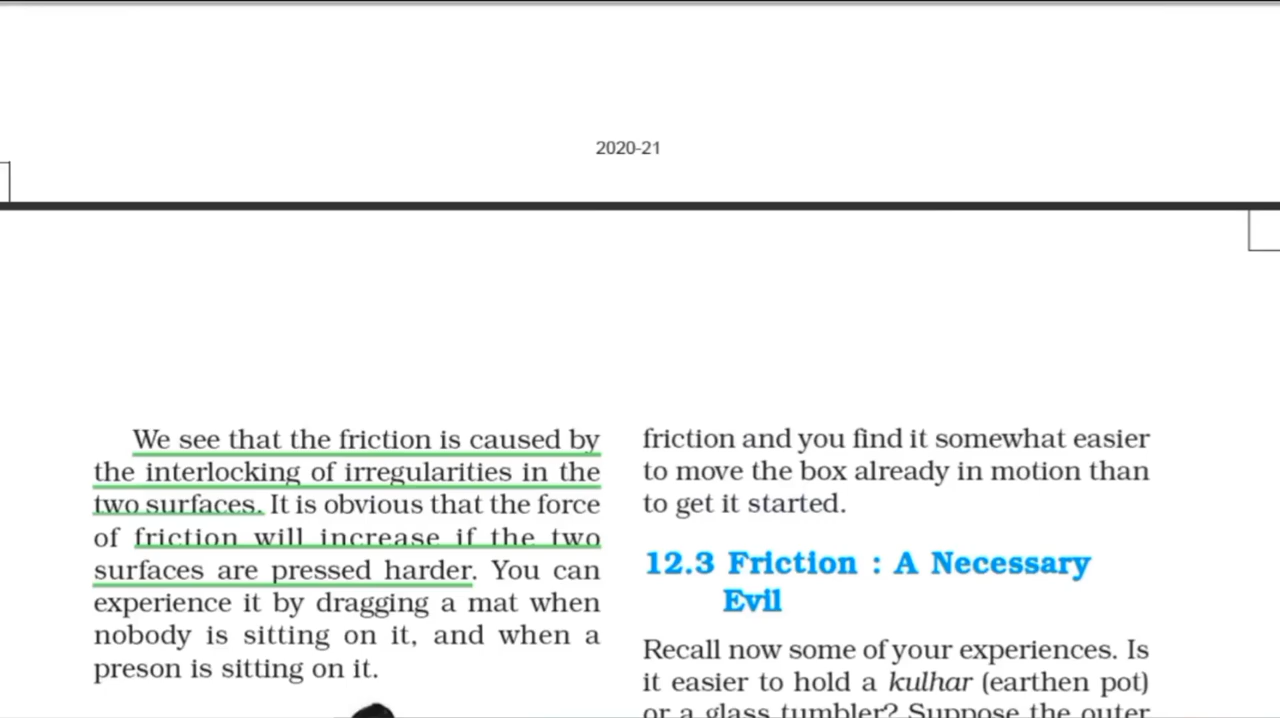 2020-21
We see that the friction is caused by
the interlocking of irregularities in the
two surfaces. It is obvious that the force
of friction will increase if the two
surfaces are pressed harder. You can
experience it by dragging a mat when
nobody is sitting on it, and when a
preson is sitting on it.
friction and you find it somewhat easier
to move the box already in motion than
to get it started.
12.3 Friction : A Necessary
Evil
Recall now some of your experiences. Is
it easier to hold a kulhar (earthen pot)
or a glass tumbler? Suppose the outer